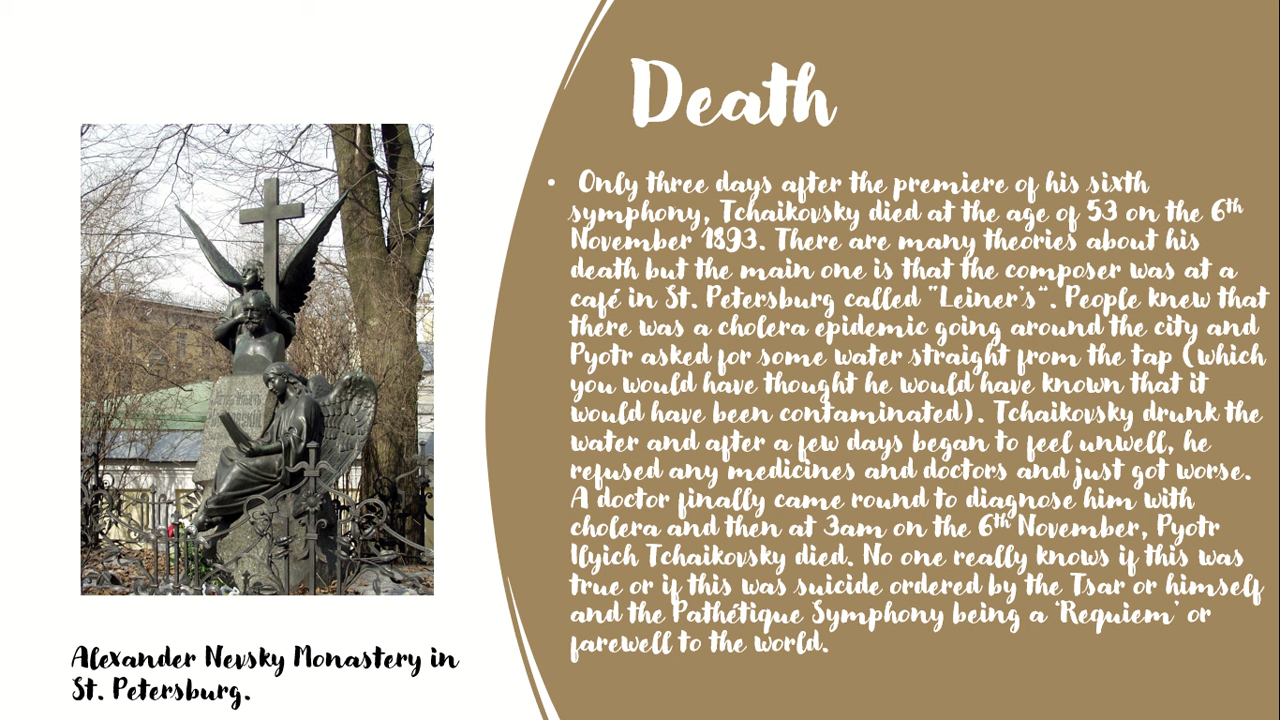 Death
• Only three days after the premiere of his sixth
symphony, Tchaikovsky died at the age of 53 on the 6th
November 1893. There are many theories about his
death but the main one is that the composer was at a
café in St. Petersburg called "Leiner's". People knew that
there was a cholera epidemic going around the city and
Pyotr asked for some water straight from the tap (which
you would have thought he would have known that it
would have been contaminated). Tchaikovsky drunk the
water and after a few days began to feel unwell, he
refused any medicines and doctors and just got worse.
A doctor finally came round to diagnose him with
cholera and then at 3am on the 6th November, Pyotr
Ilyich Tchaikovsky died. No one really knows if this was
true or if this was suicide ordered by the Tsar or himself
and the Pathétique Symphony being a 'Requiem' or
farewell to the world.
Alexander Nevsky Monastery in
St. Petersburg.